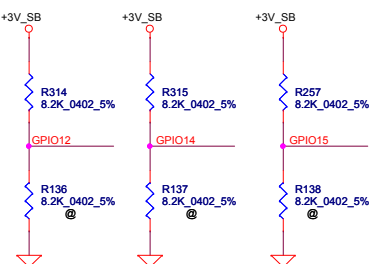 +3V_SB +3V_SB +3V_SB
R314 R315 R257
8.2K_0402_5% 8.2K_0402_5% 8.2K_0402_5%
GPIO12 GPIO14 GPIO15
R136 R137 R138
8.2K_0402_5% 8.2K_0402_5% 8.2K_0402_5%
@ @ @